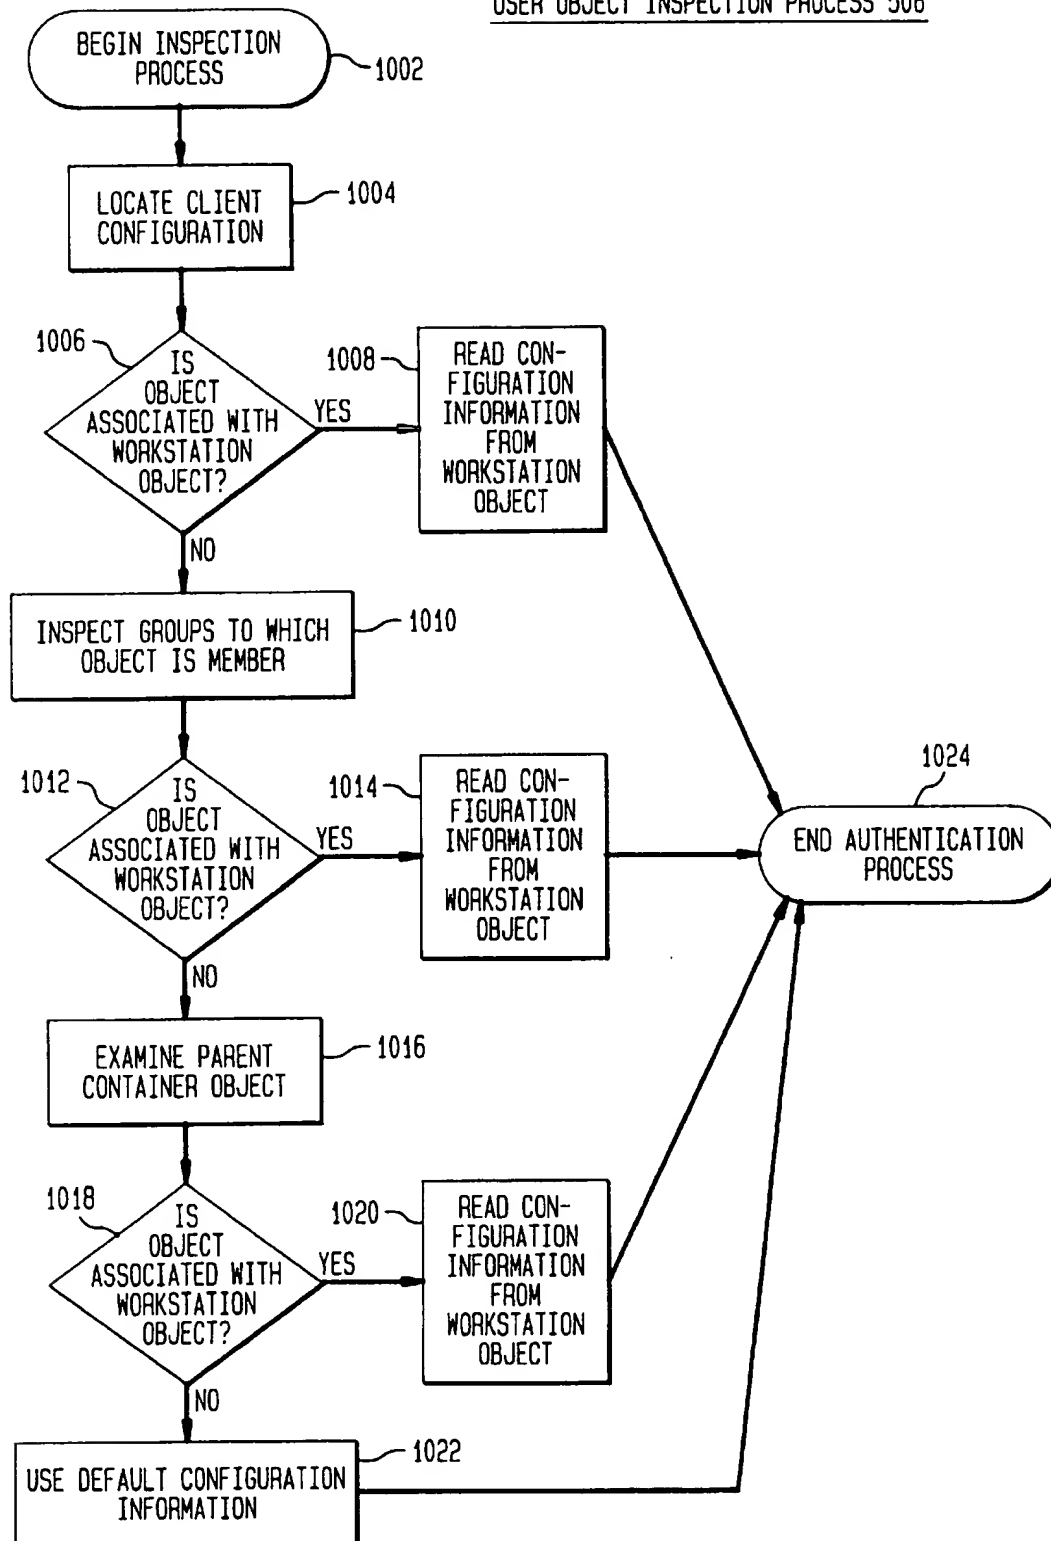 USER OBJECT INSPECTION PROCESS 506
BEGIN INSPECTION
PROCESS
1002
LOCATE CLIENT
CONFIGURATION
1004
1006
IS
OBJECT
ASSOCIATED WITH
WORKSTATION
OBJECT?
YES
NO
1008
READ CON-
FIGURATION
INFORMATION
FROM
WORKSTATION
OBJECT
INSPECT GROUPS TO WHICH
OBJECT IS MEMBER
1010
1012
IS
OBJECT
ASSOCIATED WITH
WORKSTATION
OBJECT?
YES
NO
1014
READ CON-
FIGURATION
INFORMATION
FROM
WORKSTATION
OBJECT
1024
END AUTHENTICATION
PROCESS
EXAMINE PARENT
CONTAINER OBJECT
1016
1018
IS
OBJECT
ASSOCIATED WITH
WORKSTATION
OBJECT?
YES
NO
1020
READ CON-
FIGURATION
INFORMATION
FROM
WORKSTATION
OBJECT
USE DEFAULT CONFIGURATION
INFORMATION
1022